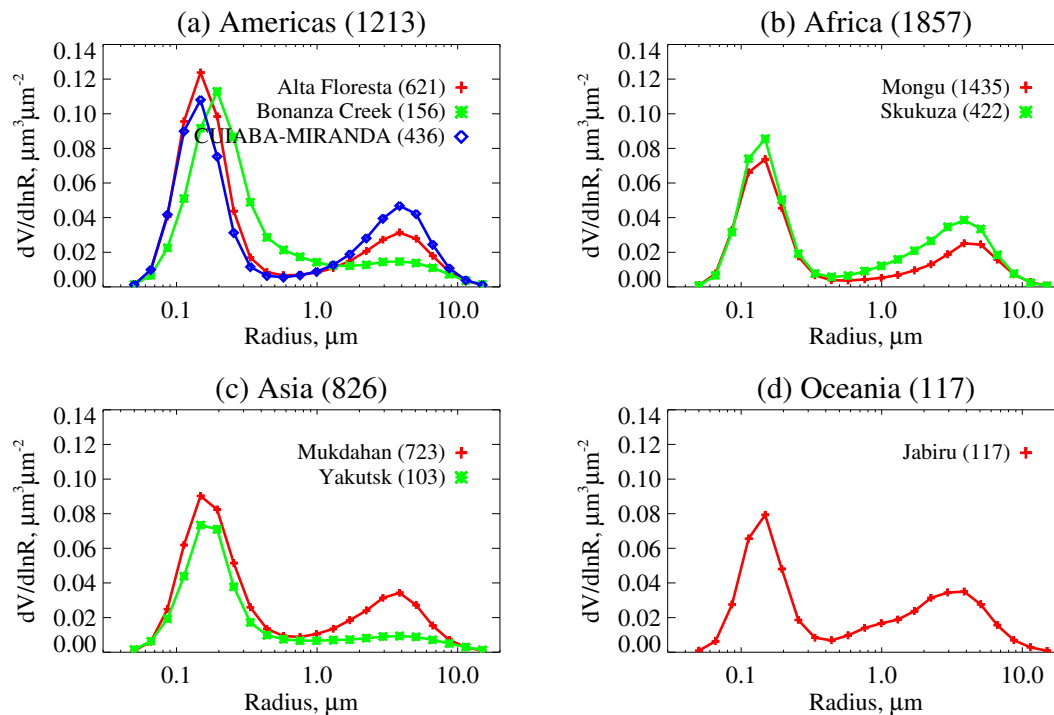 (a) Americas (1213)
dV/dlnR, μm³μm⁻²
0.14
0.12
0.10
0.08
0.06
0.04
0.02
0.00
Alta Floresta (621)
Bonanza Creek (156)
CUIABA-MIRANDA (436)
0.1 1.0 10.0
Radius, μm
(b) Africa (1857)
dV/dlnR, μm³μm⁻²
0.14
0.12
0.10
0.08
0.06
0.04
0.02
0.00
Mongu (1435)
Skukuza (422)
0.1 1.0 10.0
Radius, μm
(c) Asia (826)
dV/dlnR, μm³μm⁻²
0.14
0.12
0.10
0.08
0.06
0.04
0.02
0.00
Mukdahan (723)
Yakutsk (103)
0.1 1.0 10.0
Radius, μm
(d) Oceania (117)
dV/dlnR, μm³μm⁻²
0.14
0.12
0.10
0.08
0.06
0.04
0.02
0.00
Jabiru (117)
0.1 1.0 10.0
Radius, μm